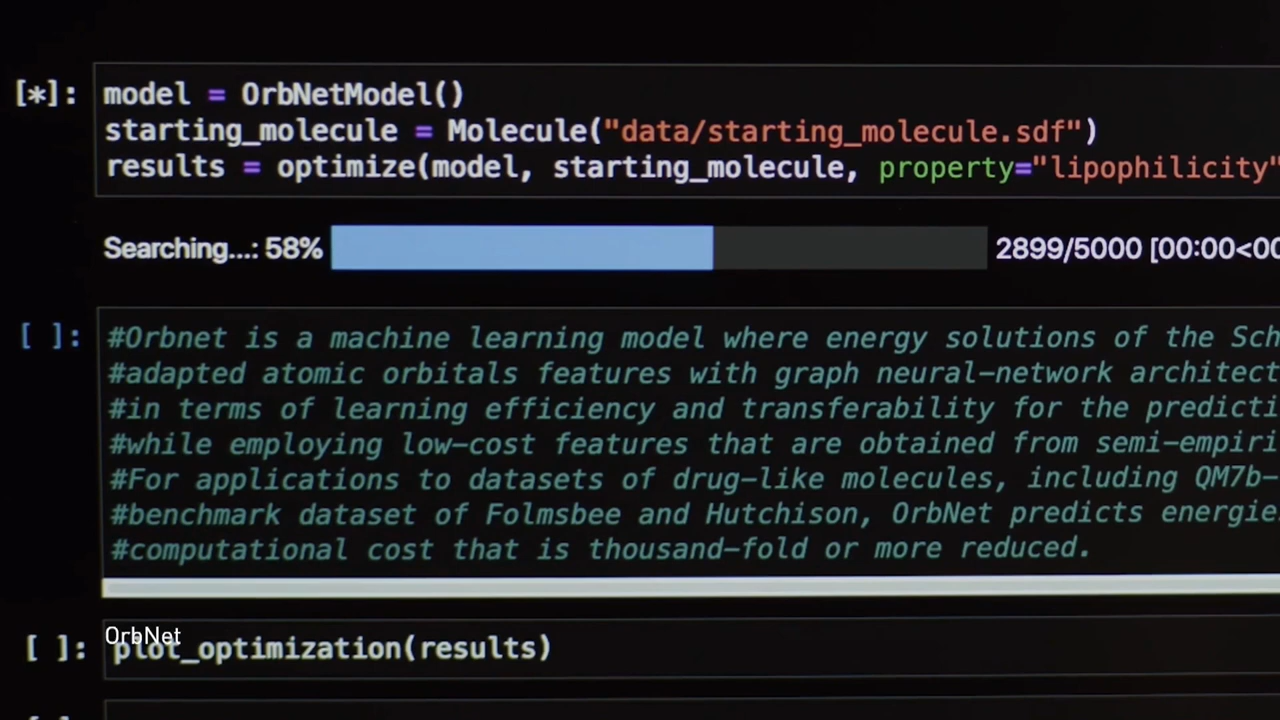 [*]:
model = OrbNetModel()
starting_molecule = Molecule("data/starting_molecule.sdf")
results = optimize(model, starting_molecule, property="lipophilicity"
Searching...: 58%
2899/5000 [00:00<00
[ ]:
#Orbnet is a machine learning model where energy solutions of the Sch
#adapted atomic orbitals features with graph neural-network architect
#in terms of learning efficiency and transferability for the predicti
#while employing low-cost features that are obtained from semi-empiri
#For applications to datasets of drug-like molecules, including QM7b-
#benchmark dataset of Folmsbee and Hutchison, OrbNet predicts energie
#computational cost that is thousand-fold or more reduced.
OrbNet
[ ]:
plot_optimization(results)